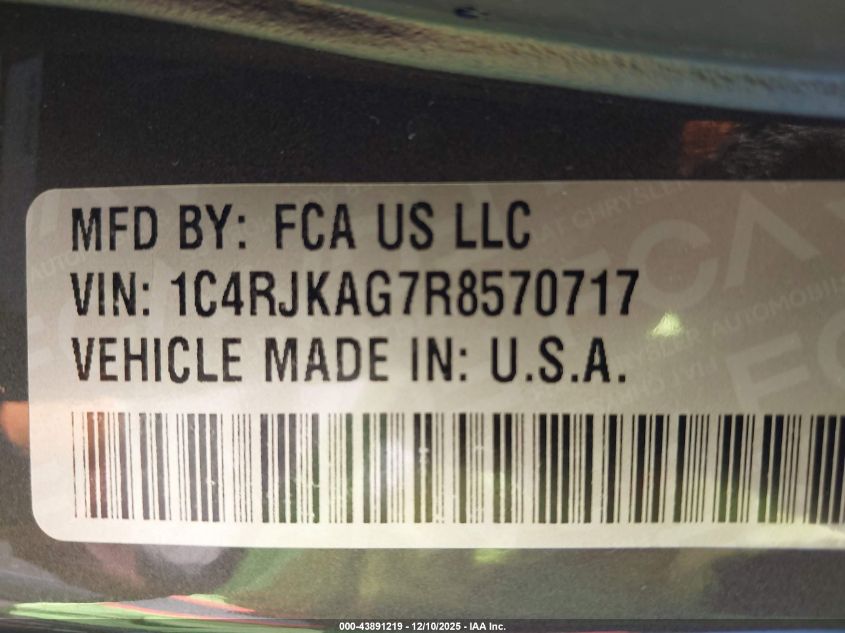 MFD BY: FCA US LLC
VIN: 1C4RJKAG7R8570717
VEHICLE MADE IN: U.S.A.
000-43891219 - 12/10/2025 - IAA Inc.